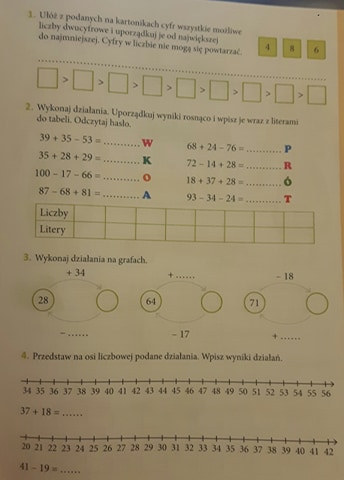 1. Ułóż z podanych na kartonikach cyfr wszystkie możliwe
liczby dwucyfrowe i uporządkuj je od największej
do najmniejszej. Cyfry w liczbie nie mogą się powtarzać.
4 8 6
> > > > > > >
2. Wykonaj działania. Uporządkuj wyniki rosnąco i wpisz je wraz z literami
do tabeli. Odczytaj hasło.
39 + 35 – 53 = ........... W
68 + 24 – 76 = ........... P
35 + 28 + 29 = ........... K
72 – 14 + 28 = ........... R
100 – 17 – 66 = ........... O
18 + 37 + 28 = ........... Ó
87 – 68 + 81 = ........... A
93 – 34 – 24 = ........... T
Liczby
Litery
3. Wykonaj działania na grafach.
+ 34 + ...... – 18
28 64 71
– ...... – 17 + ......
4. Przedstaw na osi liczbowej podane działania. Wpisz wyniki działań.
34 35 36 37 38 39 40 41 42 43 44 45 46 47 48 49 50 51 52 53 54 55 56
37 + 18 = ......
20 21 22 23 24 25 26 27 28 29 30 31 32 33 34 35 36 37 38 39 40 41 42
41 – 19 = ......